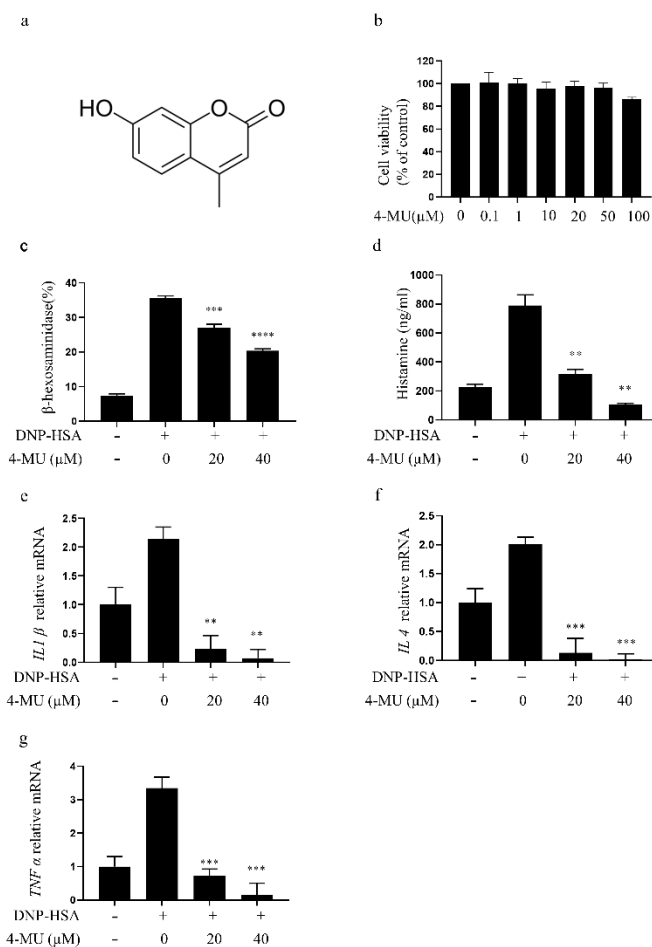 a
HO
O
O
b
Cell viability
(% of control)
120
100
80
60
40
20
0
4-MU(µM) 0 0.1 1 10 20 50 100
c
β-hexosaminidase(%)
40
30
20
10
0
*** ****
DNP-HSA - + + +
4-MU (µM) - 0 20 40
d
Histamine (ng/ml)
1000
800
600
400
200
0
** **
DNP-HSA - + + +
4-MU (µM) - 0 20 40
e
IL1 β relative mRNA
2.5
2.0
1.5
1.0
0.5
0.0
** **
DNP-HSA - + + +
4-MU (µM) - 0 20 40
f
IL 4 relative mRNA
2.5
2.0
1.5
1.0
0.5
0.0
*** ***
DNP-HSA - − + +
4-MU (µM) - 0 20 40
g
TNF α relative mRNA
4
3
2
1
0
*** ***
DNP-HSA - + + +
4-MU (µM) - 0 20 40